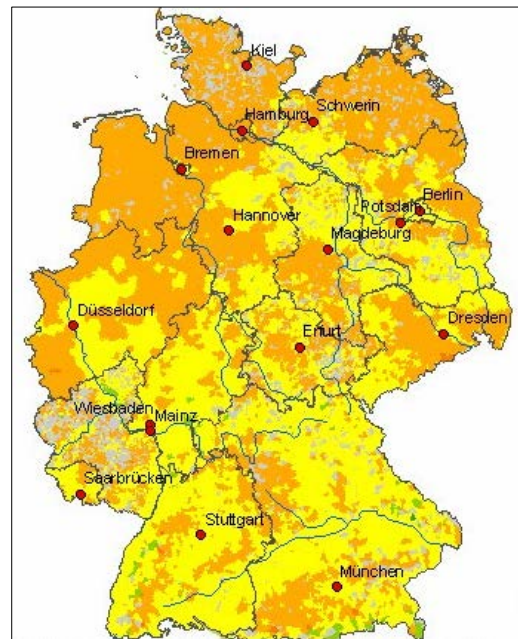 Kiel
Schwerin
Hamburg
Bremen
Berlin
Potsdam
Hannover
Magdeburg
Düsseldorf
Dresden
Erfurt
Wiesbaden
Mainz
Saarbrücken
Stuttgart
München